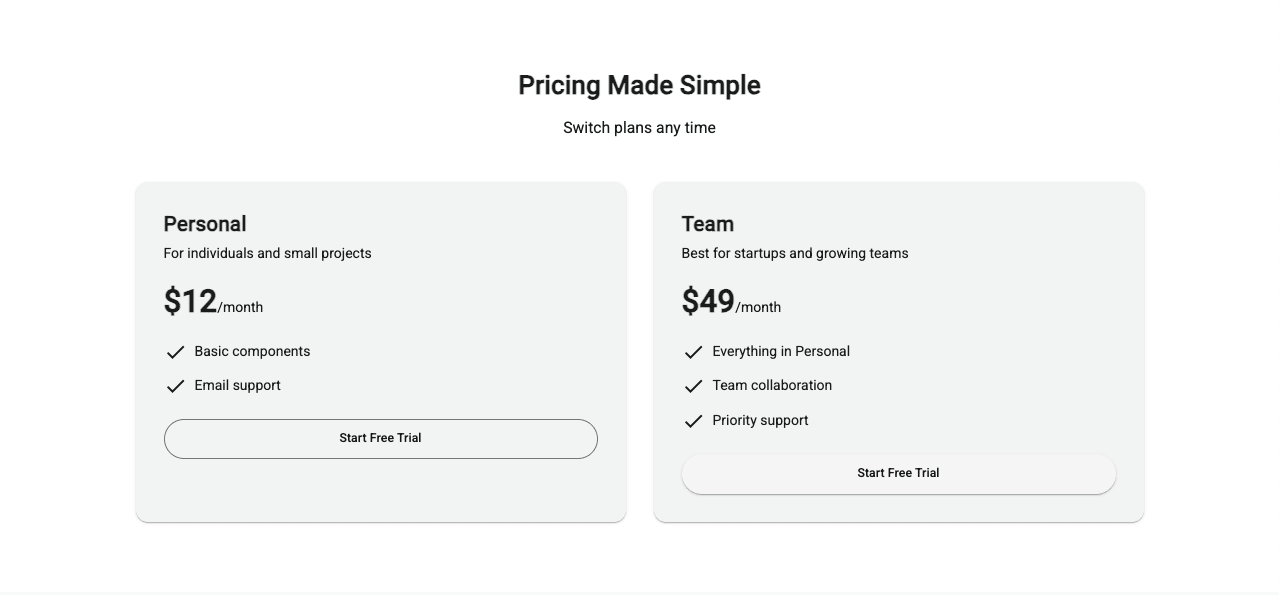 Pricing Made Simple
Switch plans any time
Personal
For individuals and small projects
$12/month
Basic components
Email support
Start Free Trial
Team
Best for startups and growing teams
$49/month
Everything in Personal
Team collaboration
Priority support
Start Free Trial